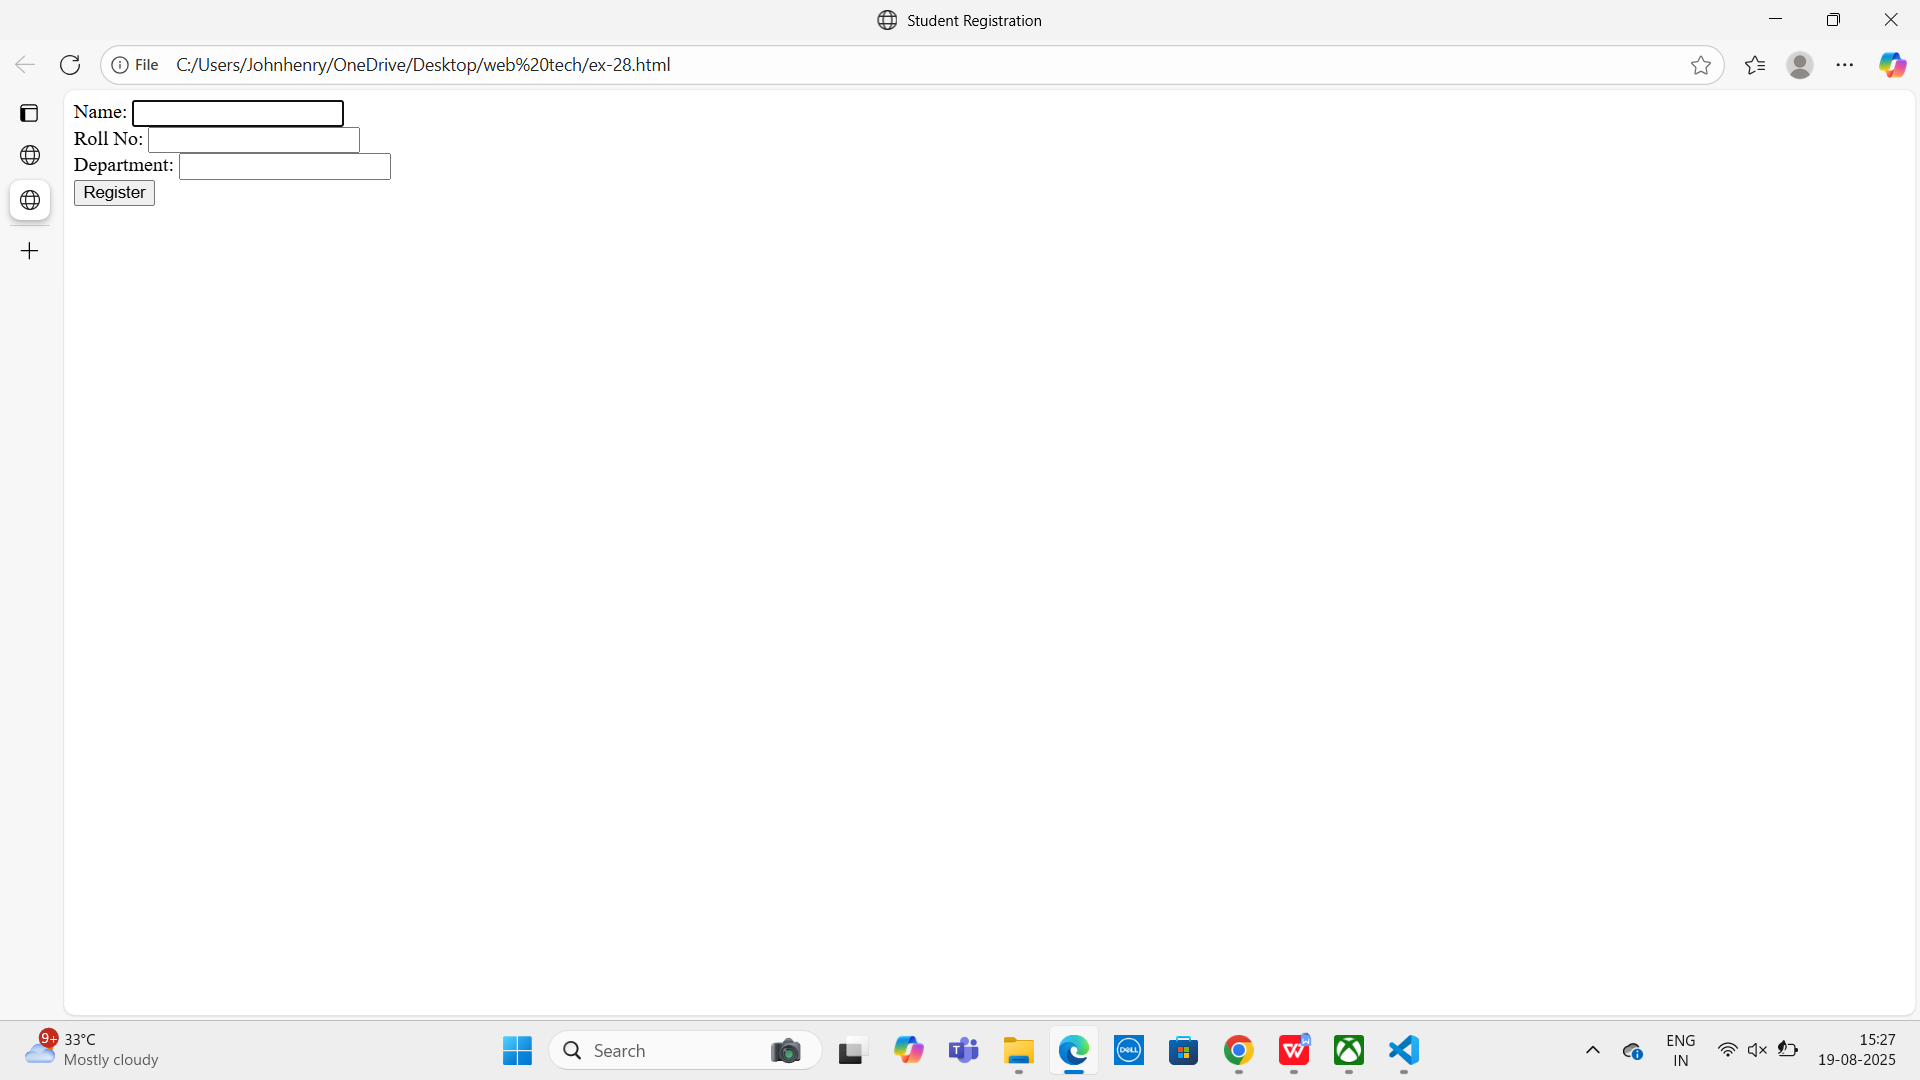 Student Registration
File C:/Users/Johnhenry/OneDrive/Desktop/web%20tech/ex-28.html
Name:
Roll No:
Department:
Register
9+ 33°C
Mostly cloudy
Search
DELL
ENG
IN
15:27
19-08-2025